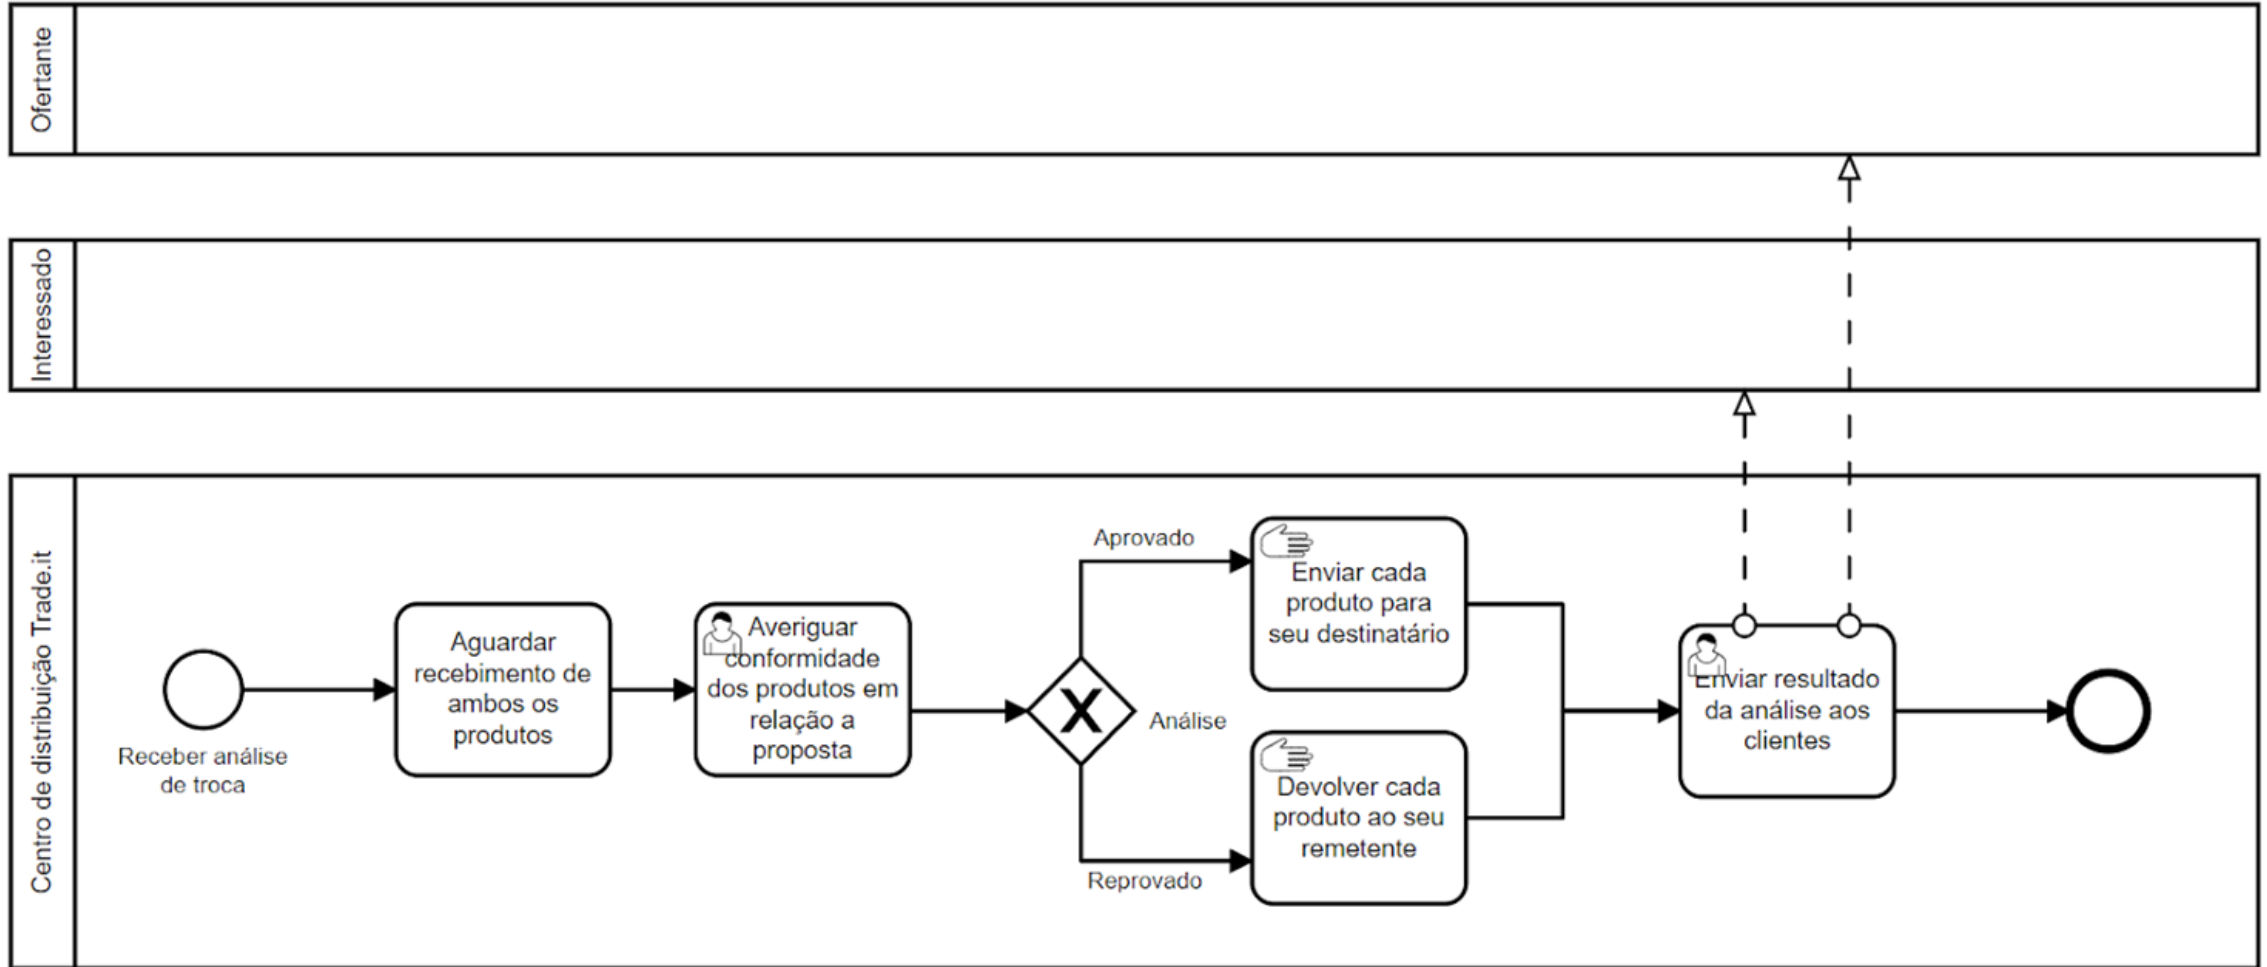 Ofertante
Interessado
Centro de distribuição Trade.it
Receber análise
de troca
Aguardar
recebimento de
ambos os
produtos
Averiguar
conformidade
dos produtos em
relação a
proposta
Análise
Aprovado
Enviar cada
produto para
seu destinatário
Reprovado
Devolver cada
produto ao seu
remetente
Enviar resultado
da análise aos
clientes